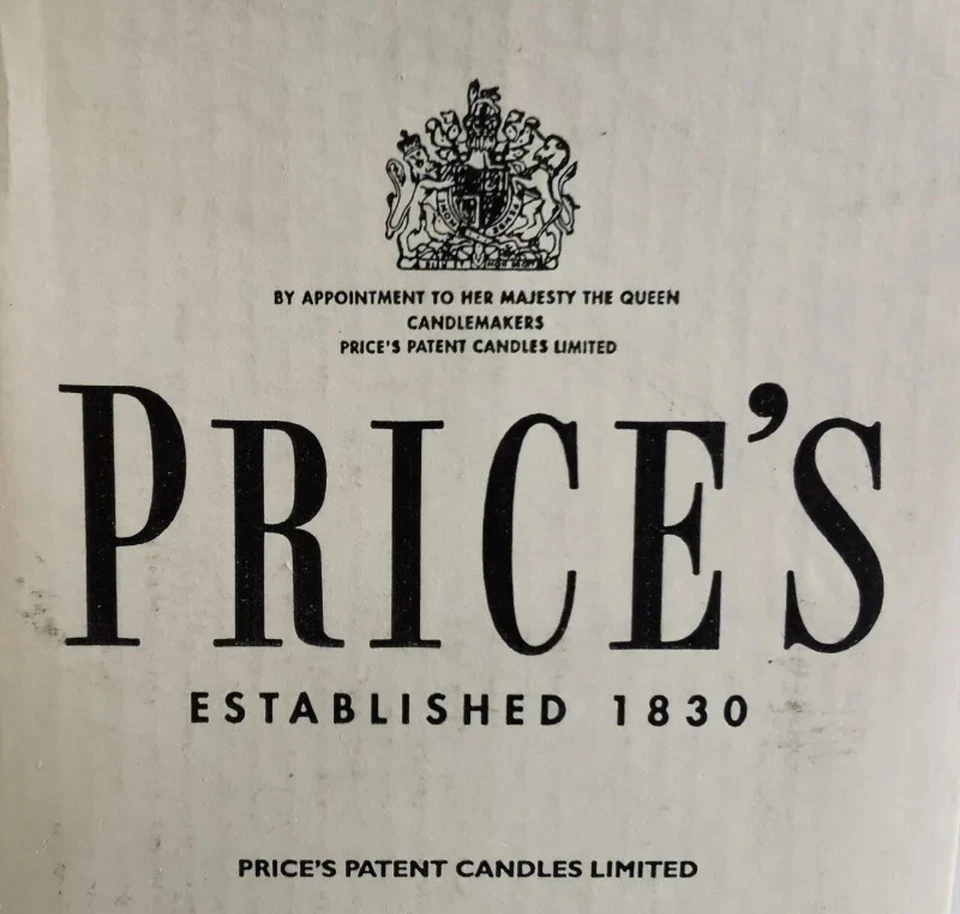 BY APPOINTMENT TO HER MAJESTY THE QUEEN
CANDLEMAKERS
PRICE'S PATENT CANDLES LIMITED
PRICE'S
ESTABLISHED 1830
PRICE'S PATENT CANDLES LIMITED